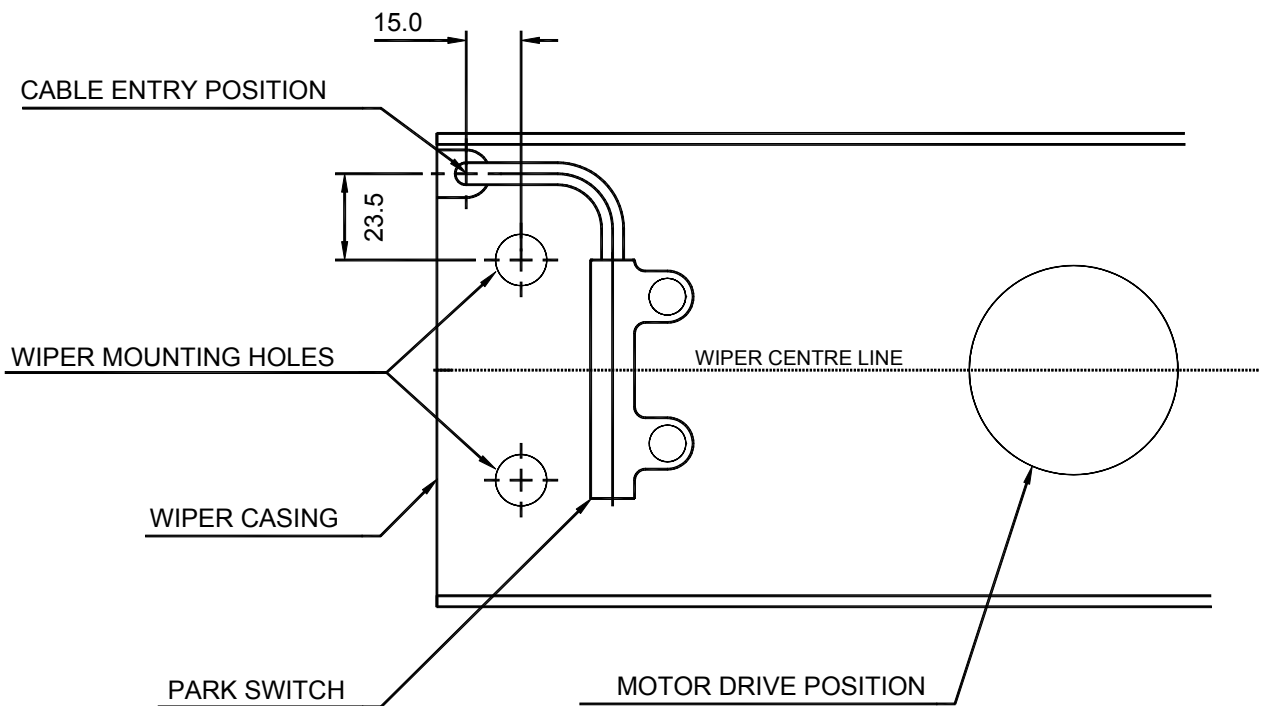 15.0
CABLE ENTRY POSITION
23.5
WIPER MOUNTING HOLES
WIPER CENTRE LINE
WIPER CASING
PARK SWITCH
MOTOR DRIVE POSITION